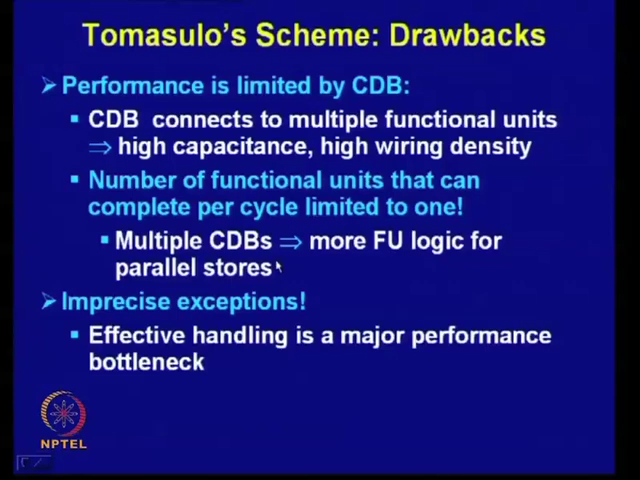 Tomasulo's Scheme: Drawbacks
Performance is limited by CDB:
CDB connects to multiple functional units
⇒ high capacitance, high wiring density
Number of functional units that can
complete per cycle limited to one!
Multiple CDBs ⇒ more FU logic for
parallel stores
Imprecise exceptions!
Effective handling is a major performance
bottleneck
NPTEL